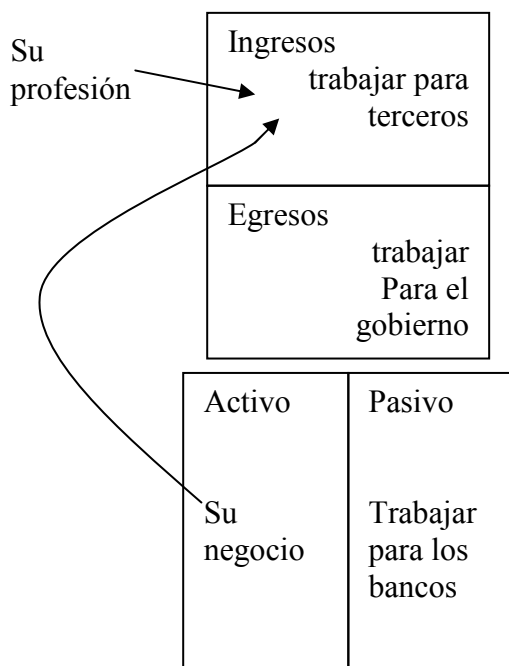 Su
profesión
Ingresos
trabajar para
terceros
Egresos
trabajar
Para el
gobierno
Activo
Su
negocio
Pasivo
Trabajar
para los
bancos